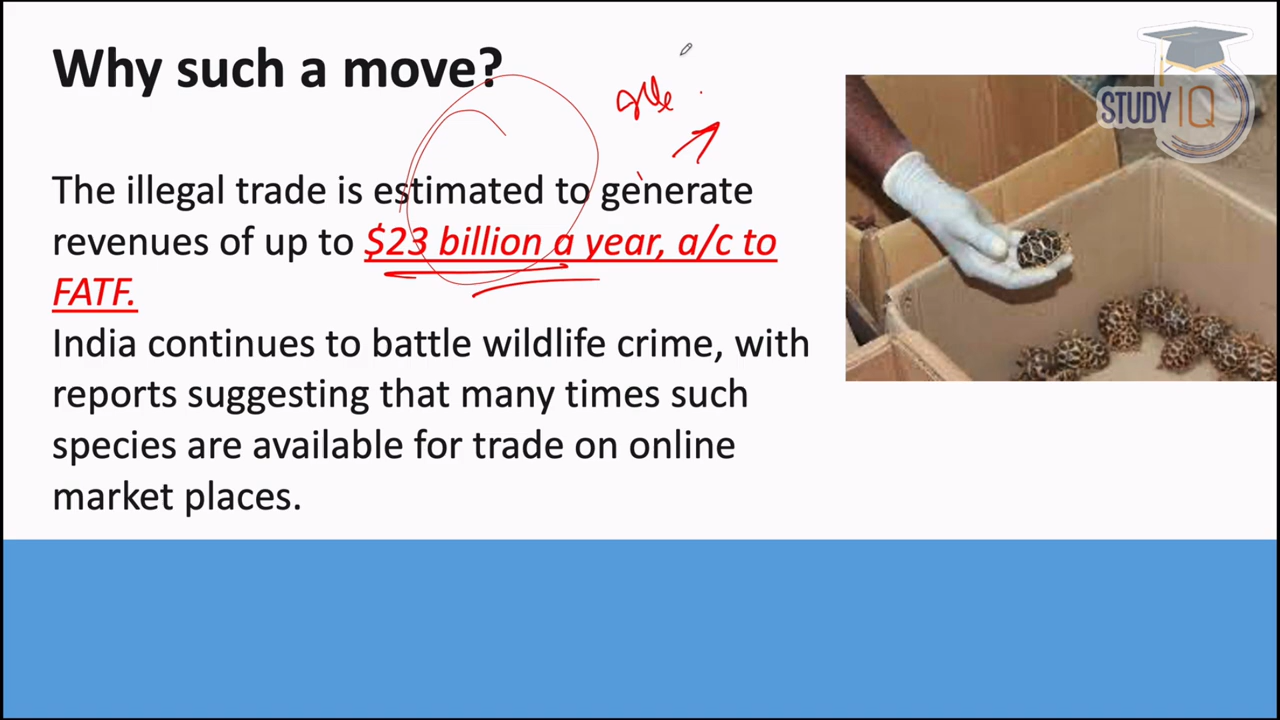 Why such a move?
The illegal trade is estimated to generate
revenues of up to $23 billion a year, a/c to
FATF.
India continues to battle wildlife crime, with
reports suggesting that many times such
species are available for trade on online
market places.
STUDY IQ